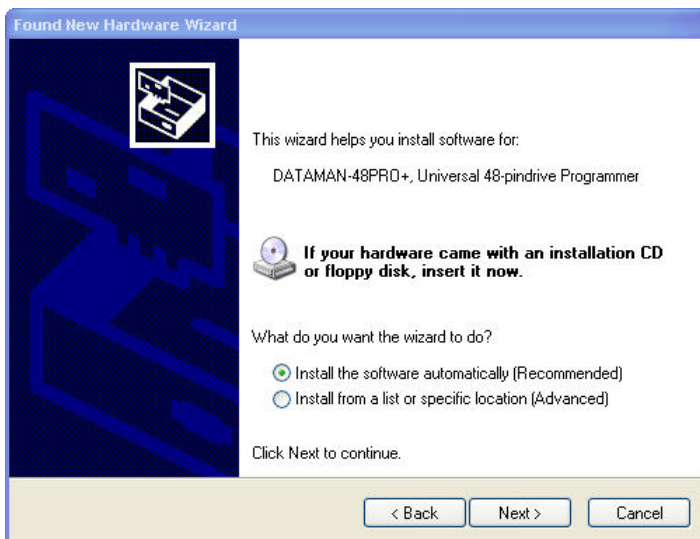 Found New Hardware Wizard
This wizard helps you install software for:
DATAMAN-48PRO+, Universal 48-pindrive Programmer
If your hardware came with an installation CD
or floppy disk, insert it now.
What do you want the wizard to do?
Install the software automatically (Recommended)
Install from a list or specific location (Advanced)
Click Next to continue.
< Back Next > Cancel